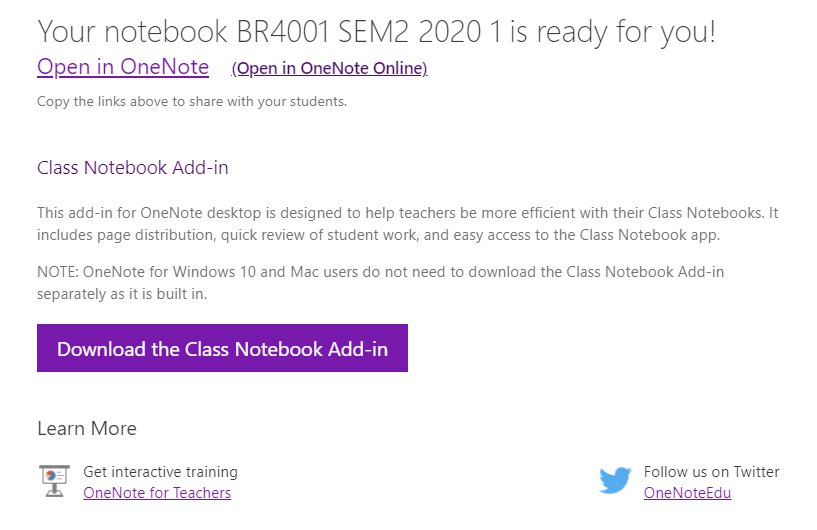 Your notebook BR4001 SEM2 2020 1 is ready for you!
Open in OneNote (Open in OneNote Online)
Copy the links above to share with your students.
Class Notebook Add-in
This add-in for OneNote desktop is designed to help teachers be more efficient with their Class Notebooks. It
includes page distribution, quick review of student work, and easy access to the Class Notebook app.
NOTE: OneNote for Windows 10 and Mac users do not need to download the Class Notebook Add-in
separately as it is built in.
Download the Class Notebook Add-in
Learn More
Get interactive training
OneNote for Teachers
Follow us on Twitter
OneNoteEdu